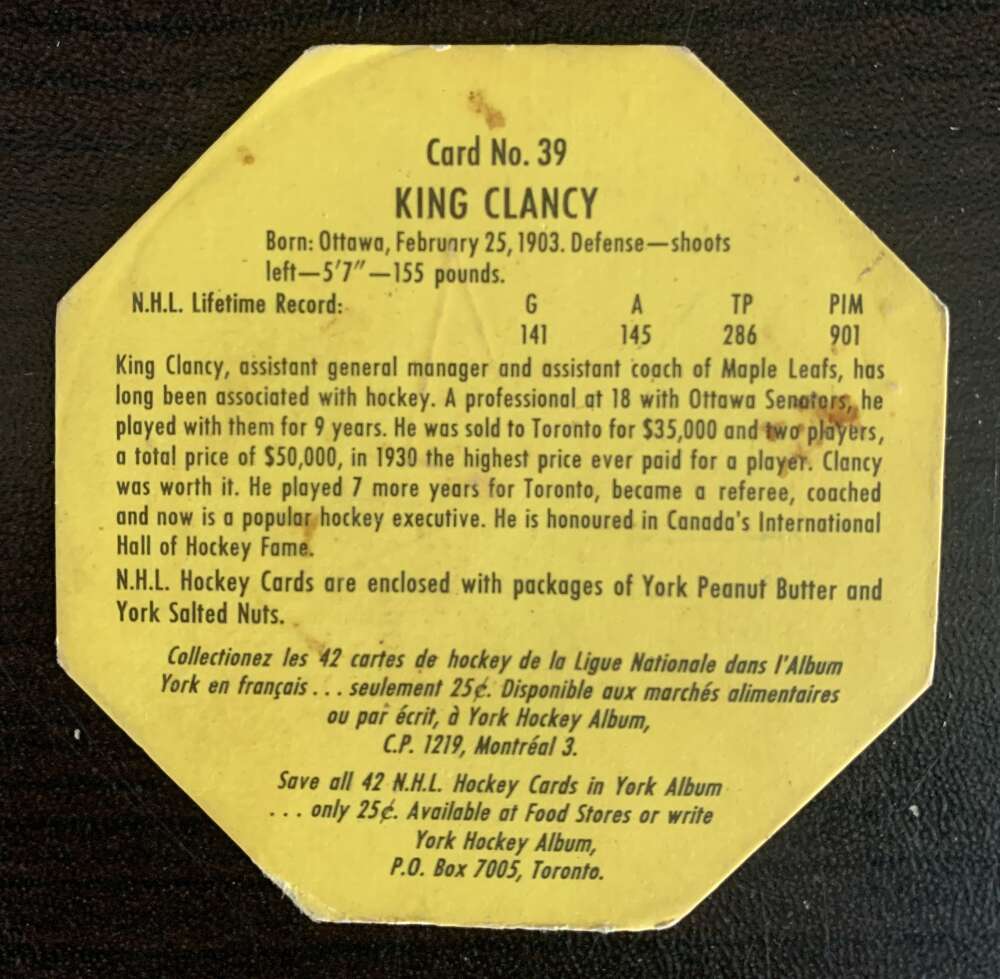 Card No. 39
KING CLANCY
Born: Ottawa, February 25, 1903. Defense—shoots
left—5'7"—155 pounds.
N.H.L. Lifetime Record: G A TP PIM
141 145 286 901
King Clancy, assistant general manager and assistant coach of Maple Leafs, has
long been associated with hockey. A professional at 18 with Ottawa Senators, he
played with them for 9 years. He was sold to Toronto for $35,000 and two players,
a total price of $50,000, in 1930 the highest price ever paid for a player. Clancy
was worth it. He played 7 more years for Toronto, became a referee, coached
and now is a popular hockey executive. He is honoured in Canada's International
Hall of Hockey Fame.
N.H.L. Hockey Cards are enclosed with packages of York Peanut Butter and
York Salted Nuts.
Collectionez les 42 cartes de hockey de la Ligue Nationale dans l'Album
York en français . . . seulement 25¢. Disponible aux marchés alimentaires
ou par écrit, à York Hockey Album,
C.P. 1219, Montréal 3.
Save all 42 N.H.L. Hockey Cards in York Album
. . . only 25¢. Available at Food Stores or write
York Hockey Album,
P.O. Box 7005, Toronto.